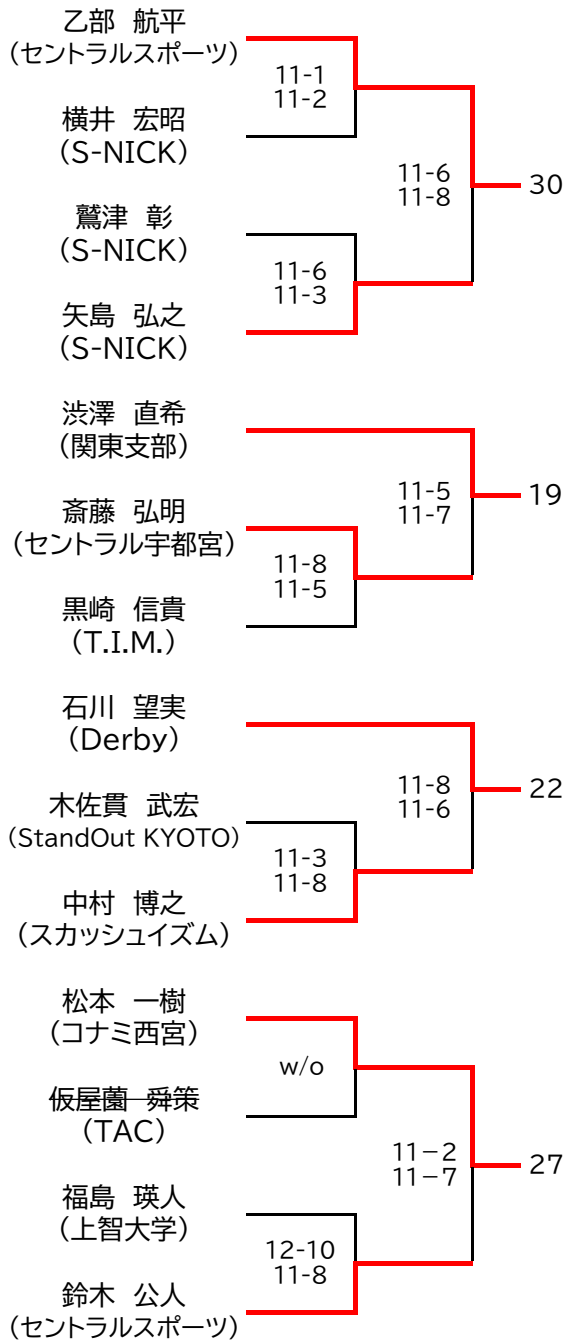 乙部 航平
(セントラルスポーツ)
11-1
11-2
横井 宏昭
(S-NICK)
11-6
11-8
30
鷲津 彰
(S-NICK)
11-6
11-3
矢島 弘之
(S-NICK)
渋澤 直希
(関東支部)
11-5
11-7
19
斎藤 弘明
(セントラル宇都宮)
11-8
11-5
黒崎 信貴
(T.I.M.)
石川 望実
(Derby)
11-8
11-6
22
木佐貫 武宏
(StandOut KYOTO)
11-3
11-8
中村 博之
(スカッシュイズム)
松本 一樹
(コナミ西宮)
w/o
仮屋薗 舜策
(TAC)
11−2
11−7
27
福島 瑛人
(上智大学)
12-10
11-8
鈴木 公人
(セントラルスポーツ)